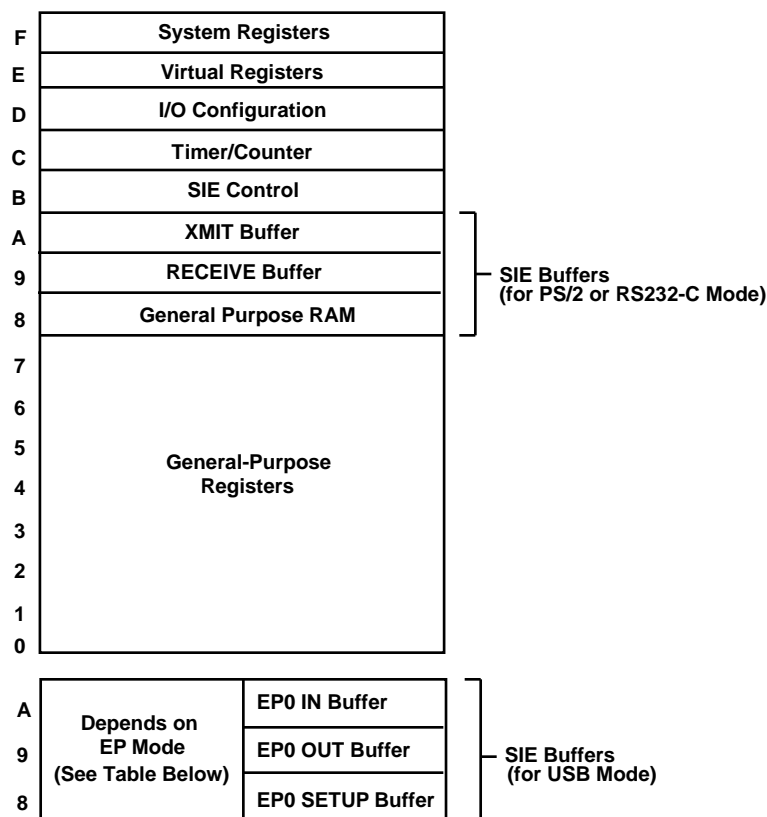 F System Registers
E Virtual Registers
D I/O Configuration
C Timer/Counter
B SIE Control
A XMIT Buffer
9 RECEIVE Buffer
8 General Purpose RAM
SIE Buffers
(for PS/2 or RS232-C Mode)
7
6
5
4
3
2
1
0
General-Purpose
Registers
A
9
8
Depends on
EP Mode
(See Table Below)
EP0 IN Buffer
EP0 OUT Buffer
EP0 SETUP Buffer
SIE Buffers
(for USB Mode)